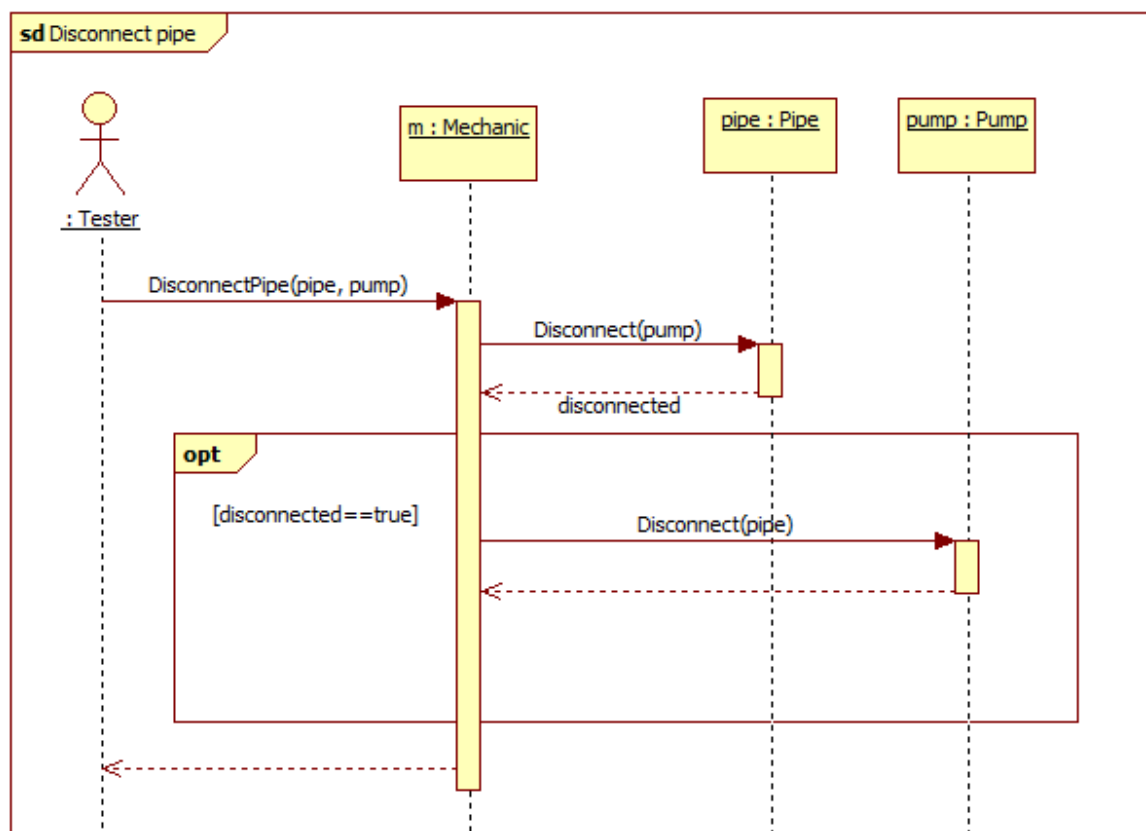 sd Disconnect pipe
m : Mechanic
pipe : Pipe
pump : Pump
: Tester
DisconnectPipe(pipe, pump)
Disconnect(pump)
disconnected
opt
[disconnected==true]
Disconnect(pipe)